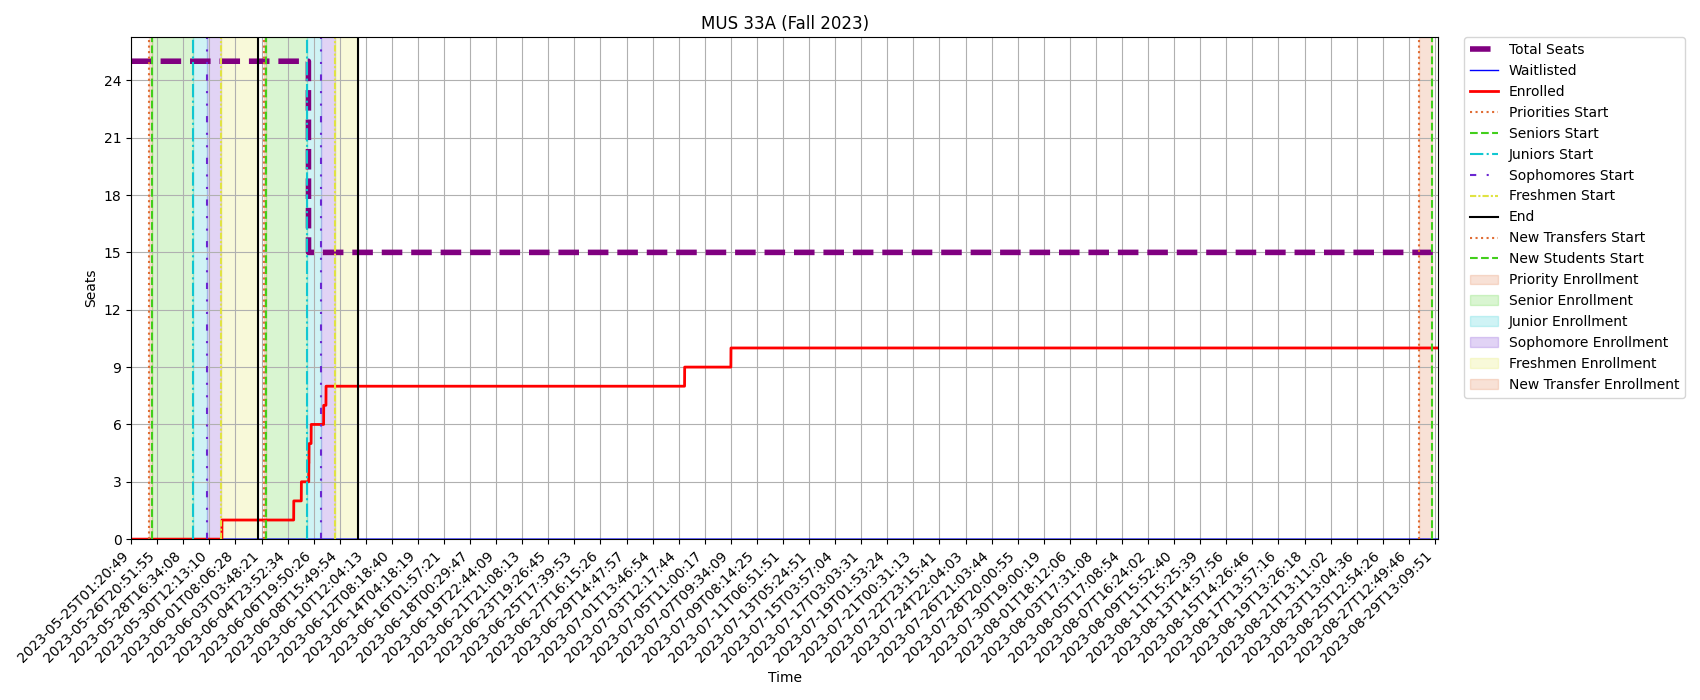 MUS 33A (Fall 2023)
Seats
24
21
18
15
12
9
6
3
0
2023-05-25T01:20:49
2023-05-26T20:51:55
2023-05-28T16:34:08
2023-05-30T12:13:10
2023-06-01T08:06:28
2023-06-03T03:48:21
2023-06-04T23:52:34
2023-06-06T19:50:26
2023-06-08T15:49:54
2023-06-10T12:04:13
2023-06-12T08:18:40
2023-06-14T04:18:19
2023-06-16T01:57:21
2023-06-18T00:29:47
2023-06-19T22:44:09
2023-06-21T21:08:13
2023-06-23T19:26:45
2023-06-25T17:39:53
2023-06-27T16:15:26
2023-06-29T14:47:57
2023-07-01T13:46:54
2023-07-03T12:17:44
2023-07-05T11:00:17
2023-07-07T09:34:09
2023-07-09T08:14:25
2023-07-11T06:51:51
2023-07-13T05:24:51
2023-07-15T03:57:04
2023-07-17T03:03:31
2023-07-19T01:53:24
2023-07-21T00:31:13
2023-07-22T23:15:41
2023-07-24T22:04:03
2023-07-26T21:03:44
2023-07-28T20:00:55
2023-07-30T19:00:19
2023-08-01T18:12:06
2023-08-03T17:31:08
2023-08-05T17:08:54
2023-08-07T16:24:02
2023-08-09T15:52:40
2023-08-11T15:25:39
2023-08-13T14:57:56
2023-08-15T14:26:46
2023-08-17T13:57:16
2023-08-19T13:26:18
2023-08-21T13:11:02
2023-08-23T13:04:36
2023-08-25T12:54:26
2023-08-27T12:49:46
2023-08-29T13:09:51
Time
Total Seats
Waitlisted
Enrolled
Priorities Start
Seniors Start
Juniors Start
Sophomores Start
Freshmen Start
End
New Transfers Start
New Students Start
Priority Enrollment
Senior Enrollment
Junior Enrollment
Sophomore Enrollment
Freshmen Enrollment
New Transfer Enrollment